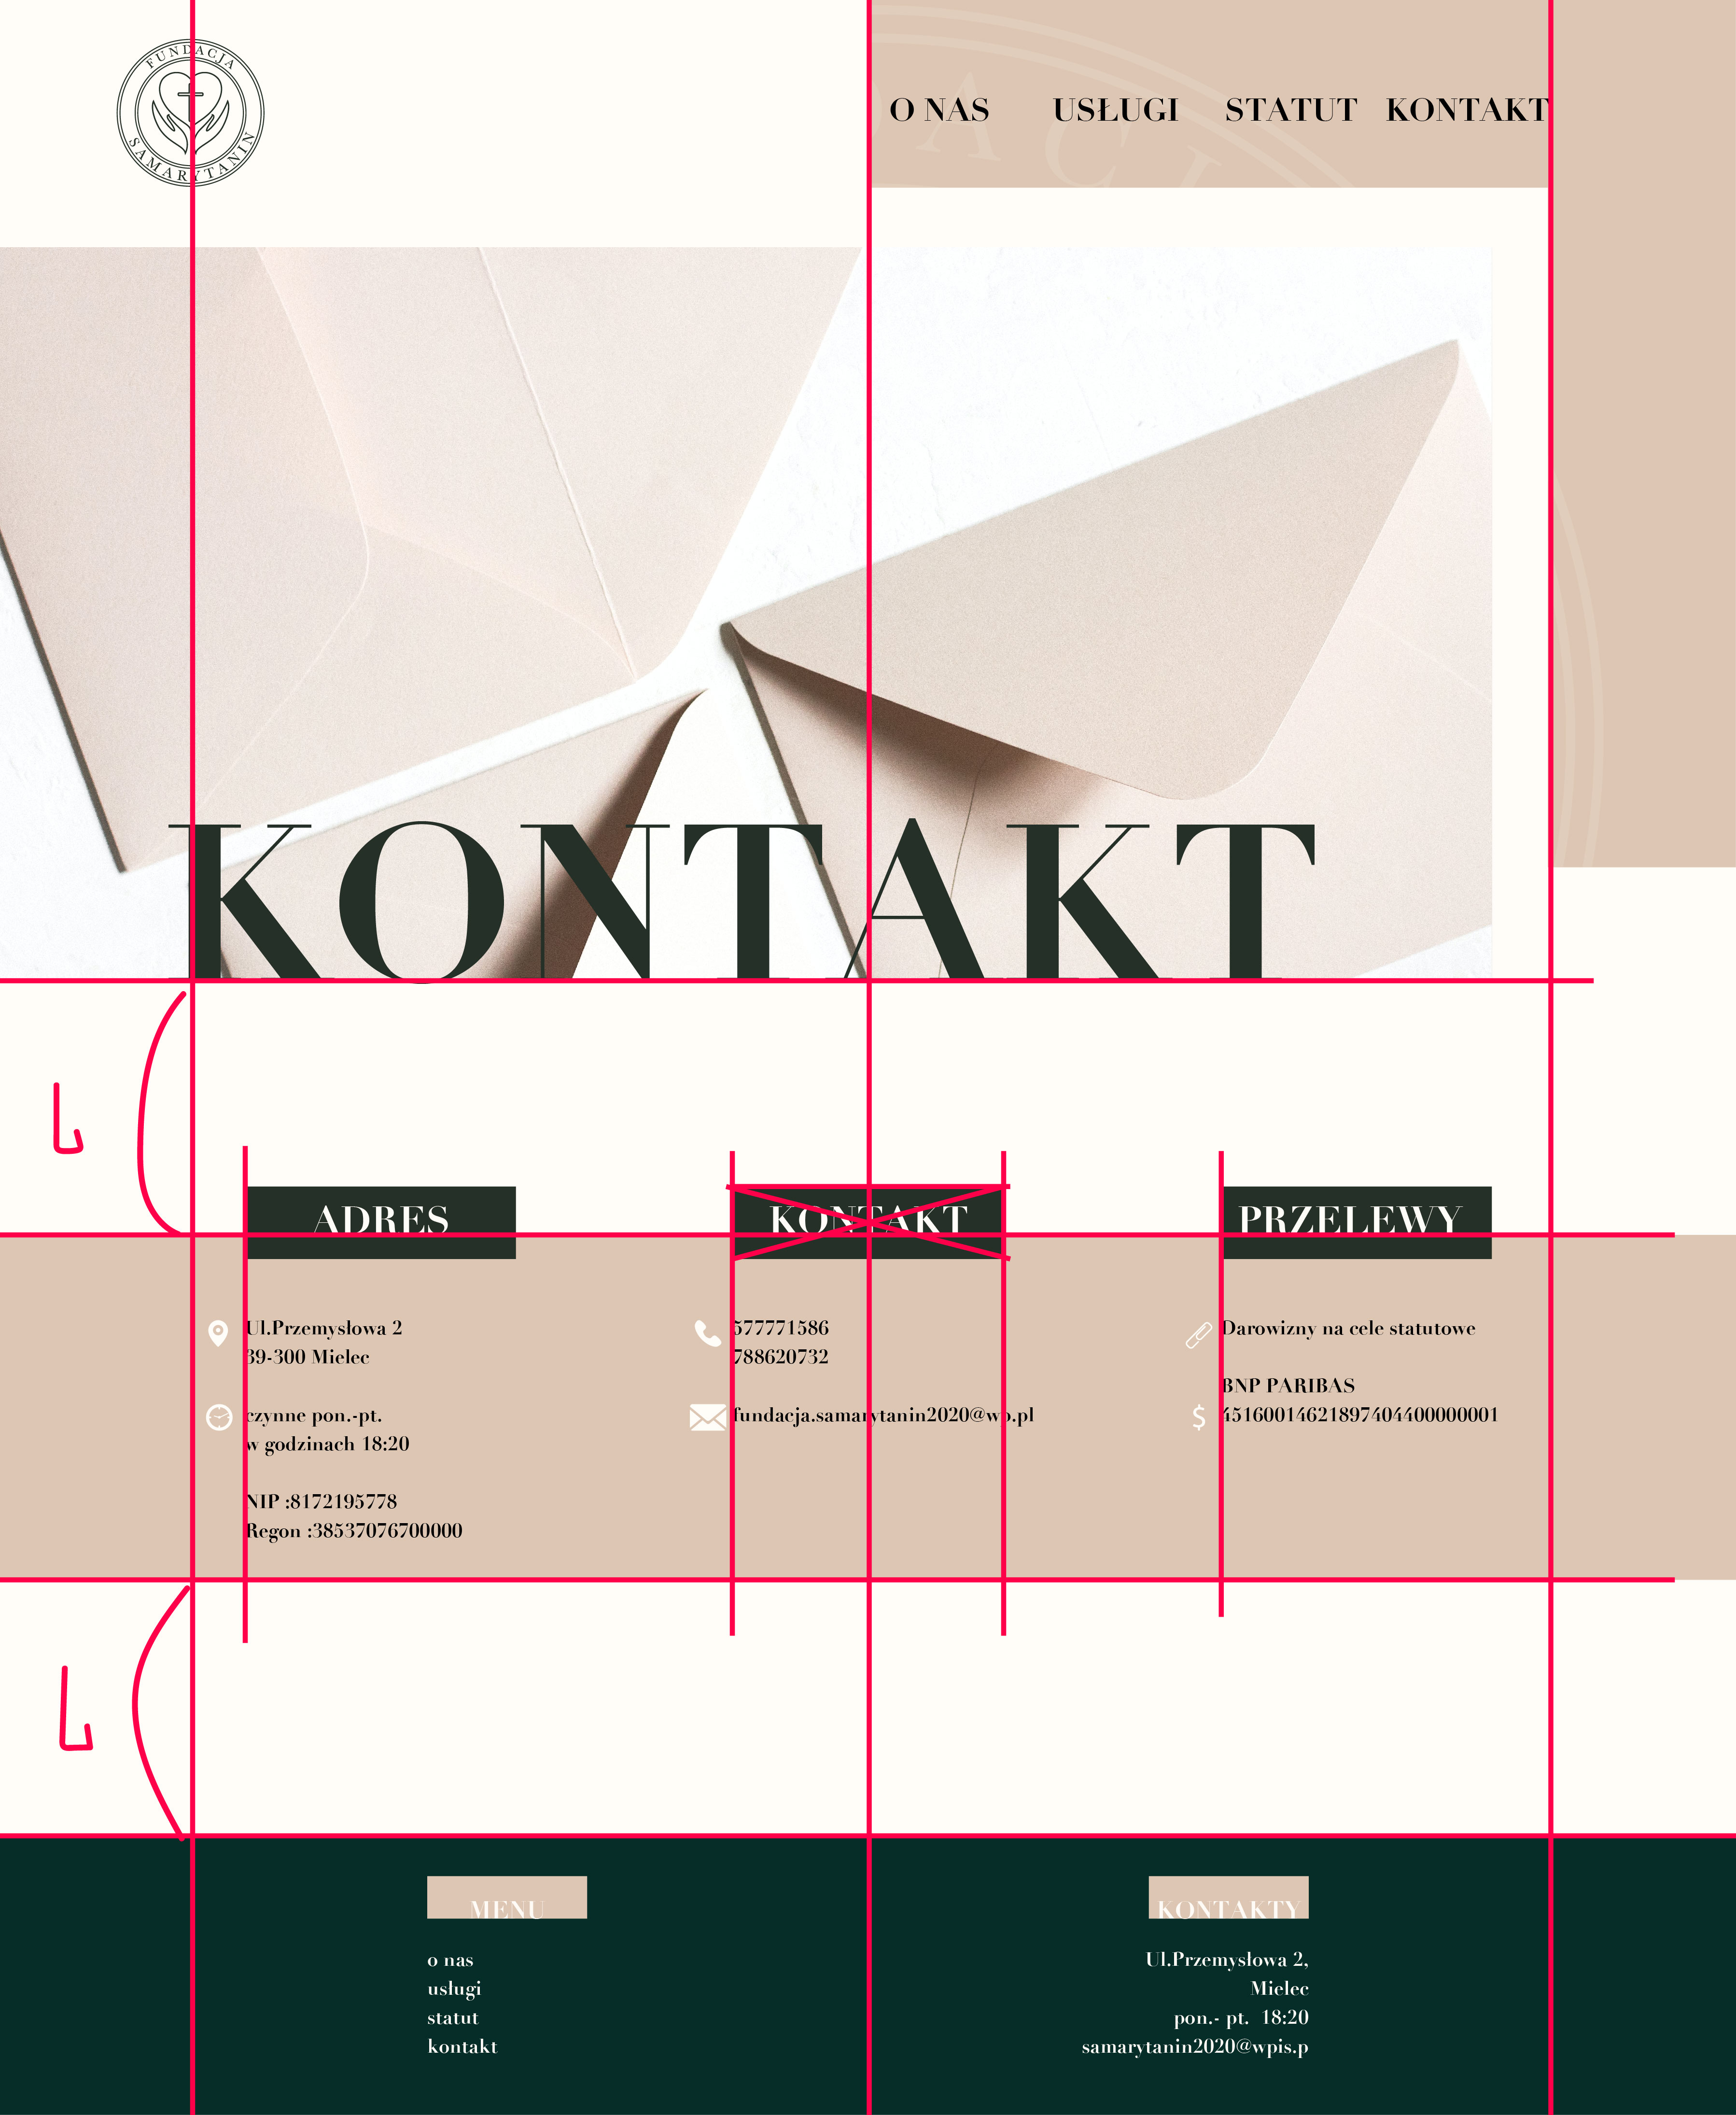 FUNDACJA
SAMARYTANIN
O NAS USŁUGI STATUT KONTAKT
DACJ
KONTAKT
L
ADRES KONTAKT PRZELEWY
Ul.Przemysłowa 2
39-300 Mielec
czynne pon.-pt.
w godzinach 18:20
NIP :8172195778
Regon :38537076700000
577771586
788620732
fundacja.samarytanin2020@wp.pl
Darowizny na cele statutowe
BNP PARIBAS
45160014621897404400000001
L
MENU
o nas
usługi
statut
kontakt
KONTAKTY
Ul.Przemysłowa 2,
Mielec
pon.- pt. 18:20
samarytanin2020@wpis.p